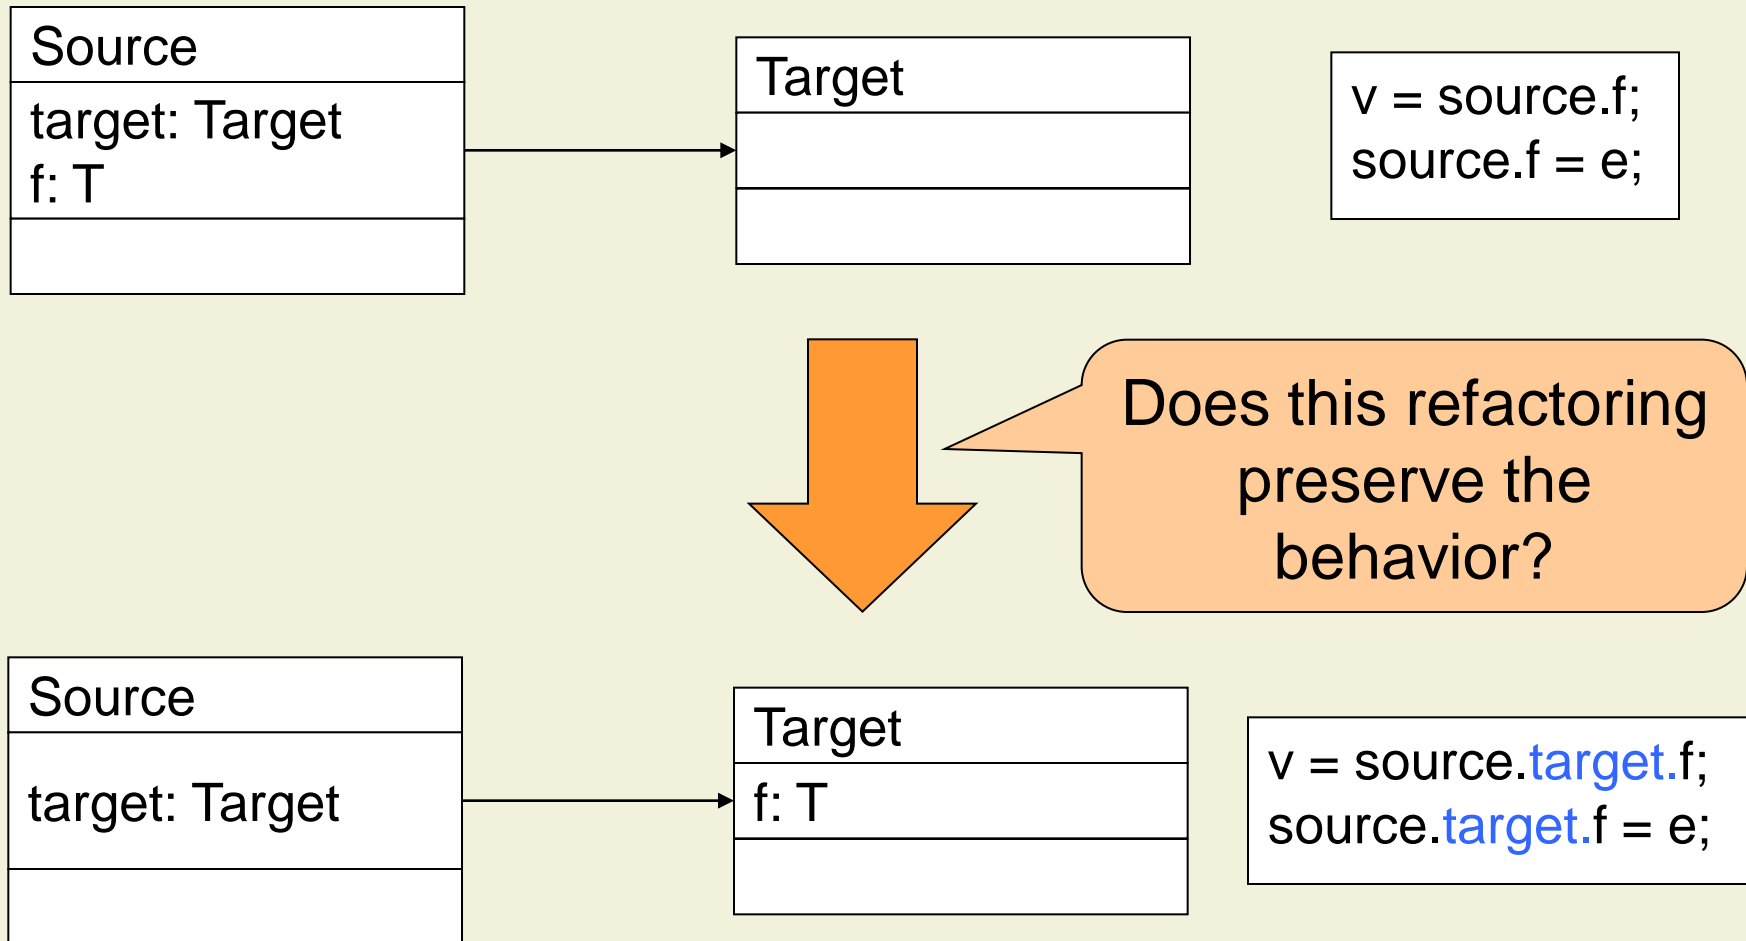 Source
target: Target
f: T
Target
v = source.f;
source.f = e;
Does this refactoring
preserve the
behavior?
Source
target: Target
Target
f: T
v = source.target.f;
source.target.f = e;